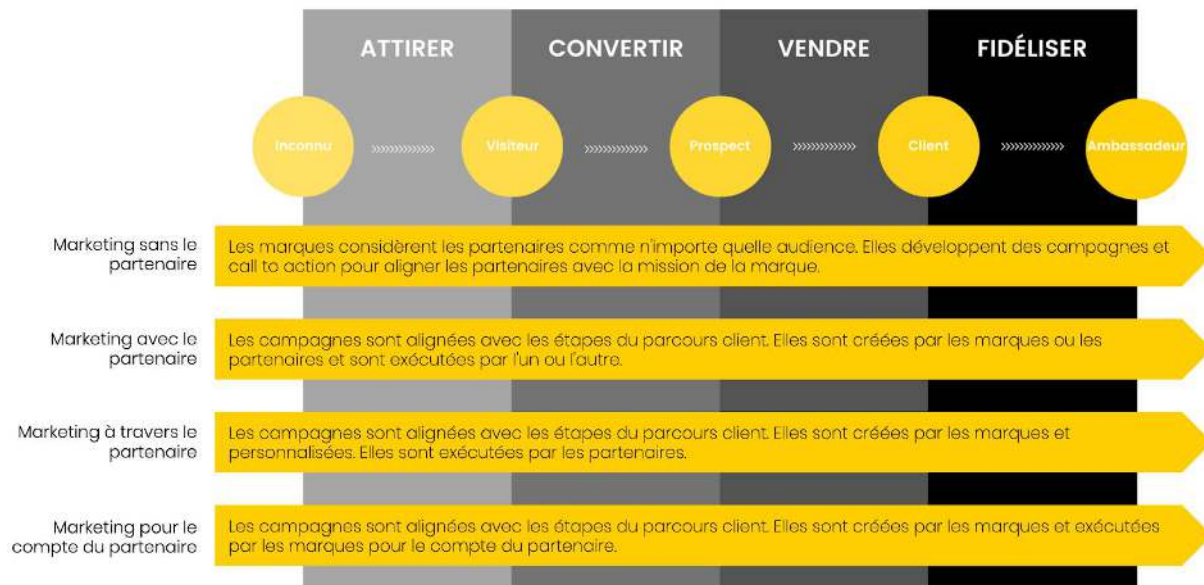 ATTIRER
CONVERTIR
VENDRE
FIDÉLISER
Inconnu
Visiteur
Prospect
Client
Ambassadeur
Marketing sans le
partenaire
Les marques considèrent les partenaires comme n'importe quelle audience. Elles développent des campagnes et
call to action pour aligner les partenaires avec la mission de la marque.
Marketing avec le
partenaire
Les campagnes sont alignées avec les étapes du parcours client. Elles sont créées par les marques ou les
partenaires et sont exécutées par l'un ou l'autre.
Marketing à travers le
partenaire
Les campagnes sont alignées avec les étapes du parcours client. Elles sont créées par les marques et
personnalisées. Elles sont exécutées par les partenaires.
Marketing pour le
compte du partenaire
Les campagnes sont alignées avec les étapes du parcours client. Elles sont créées par les marques et exécutées
par les marques pour le compte du partenaire.